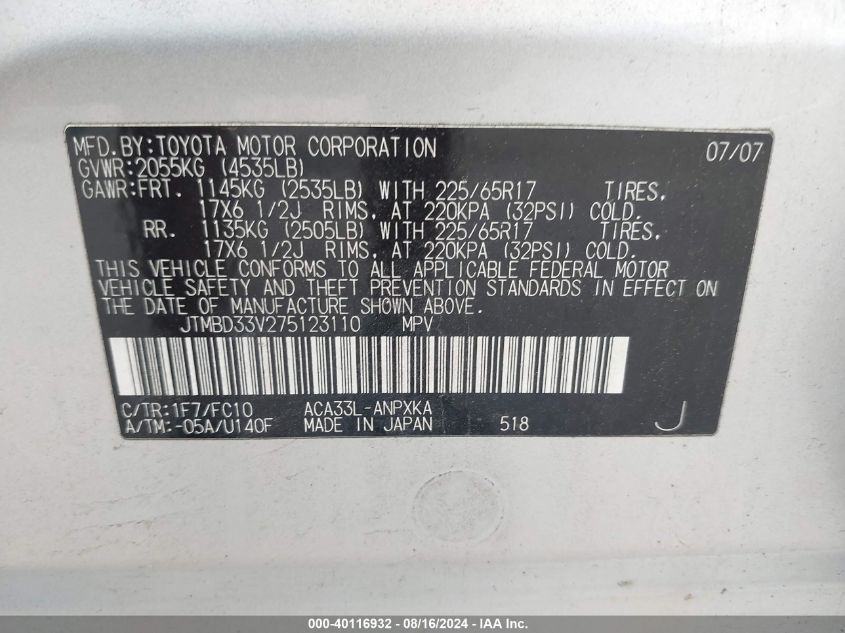 MFD.BY:TOYOTA MOTOR CORPORATION 07/07
GVWR:2055KG (4535LB)
GAWR:FRT. 1145KG (2535LB) WITH 225/65R17 TIRES,
17X6 1/2J RIMS, AT 220KPA (32PSI) COLD.
RR. 1135KG (2505LB) WITH 225/65R17 TIRES,
17X6 1/2J RIMS, AT 220KPA (32PSI) COLD.
THIS VEHICLE CONFORMS TO ALL APPLICABLE FEDERAL MOTOR
VEHICLE SAFETY AND THEFT PREVENTION STANDARDS IN EFFECT ON
THE DATE OF MANUFACTURE SHOWN ABOVE.
JTMBD33V275123110 MPV
C/TR:1F7/FC10 ACA33L-ANPXKA
A/TM:-05A/U140F MADE IN JAPAN 518 J
000-40116932 - 08/16/2024 - IAA Inc.